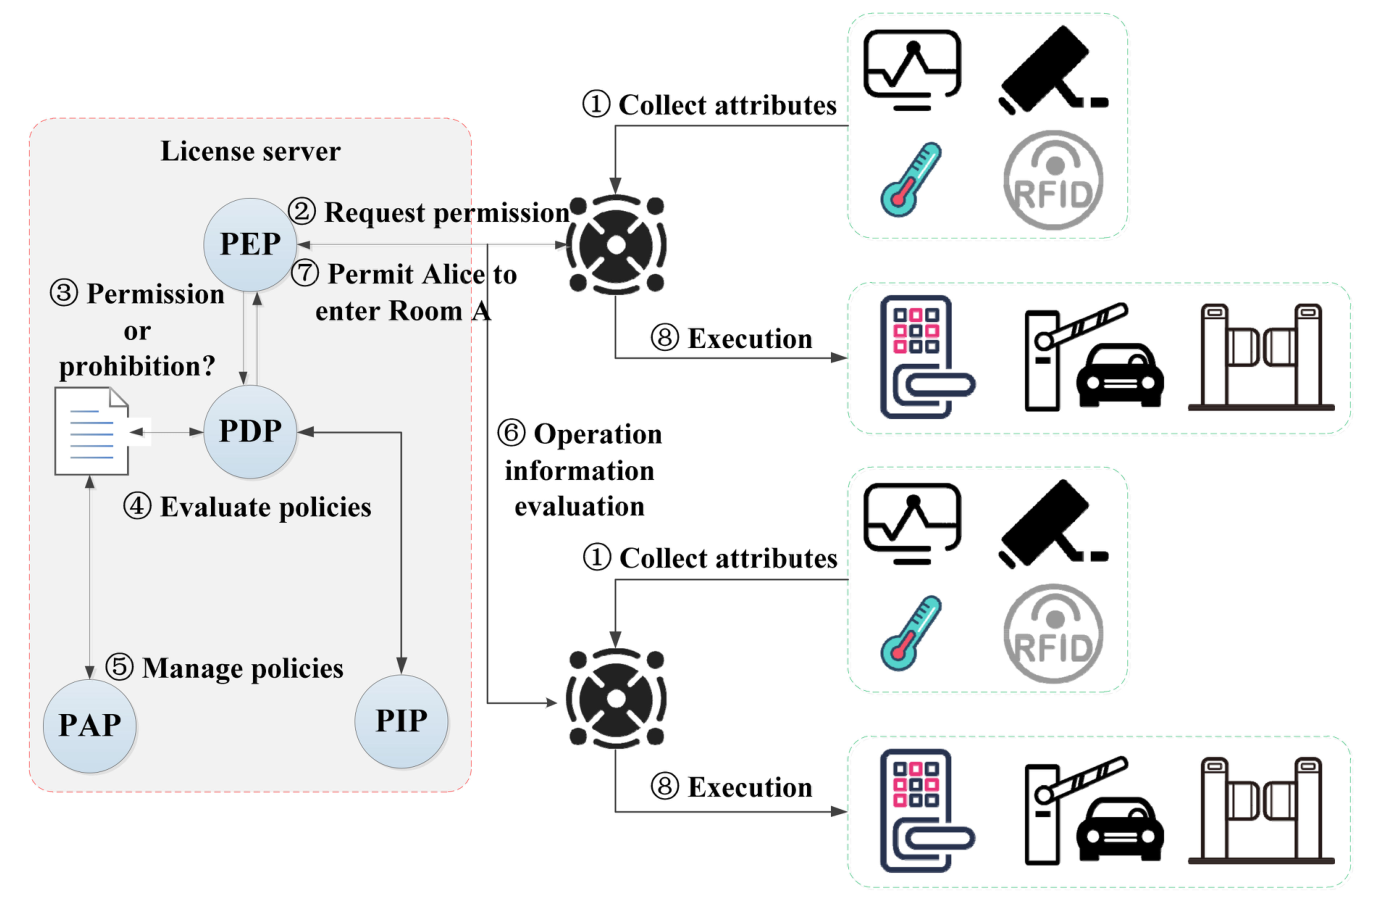 ① Collect attributes
RFID
License server
② Request permission
PEP
⑦ Permit Alice to
enter Room A
③ Permission
or
prohibition?
⑧ Execution
PDP
④ Evaluate policies
⑥ Operation
information
evaluation
① Collect attributes
RFID
⑤ Manage policies
PAP
PIP
⑧ Execution